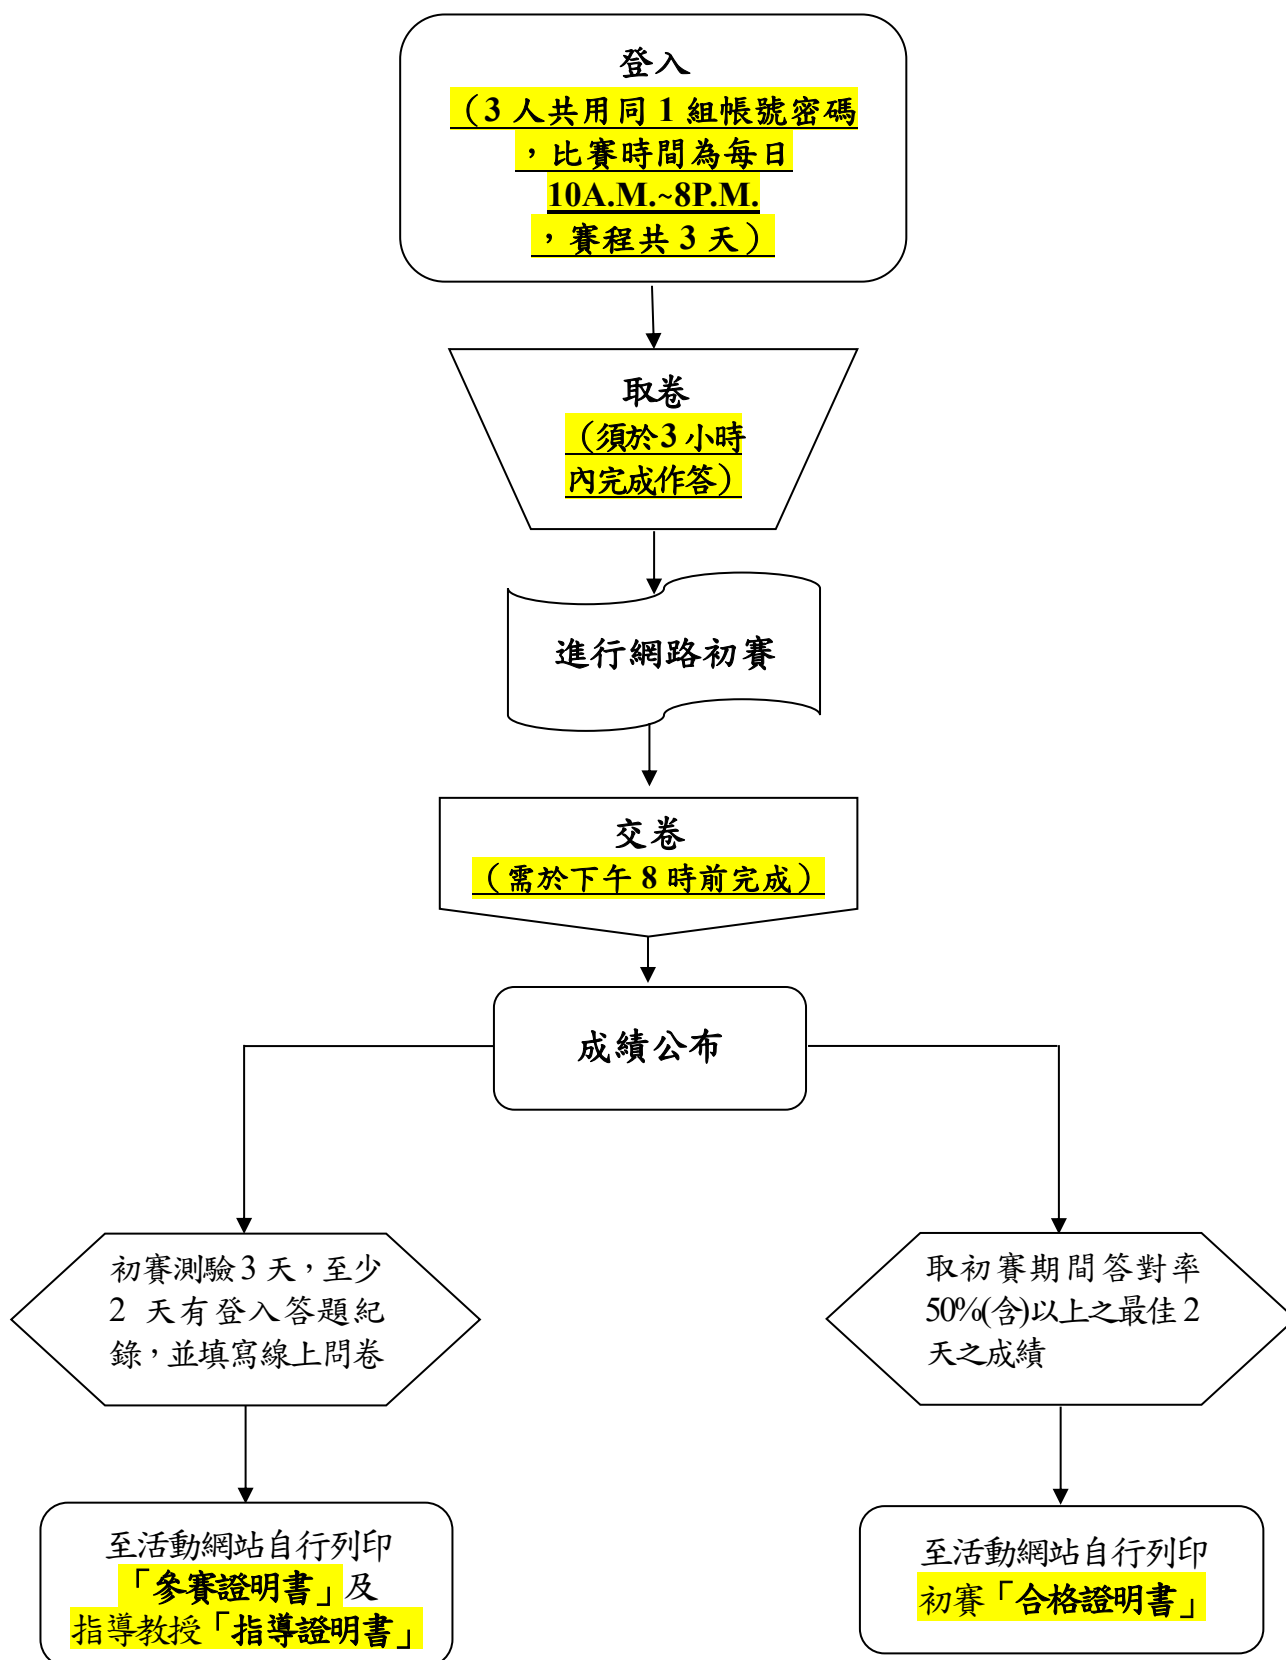 登入
（3 人共用同 1 組帳號密碼
，比賽時間為每日
10A.M.~8P.M.
，賽程共 3 天）
取卷
（須於 3 小時
內完成作答）
進行網路初賽
交卷
（需於下午 8 時前完成）
成績公布
初賽測驗 3 天，至少
2 天有登入答題紀
錄，並填寫線上問卷
取初賽期間答對率
50%(含)以上之最佳 2
天之成績
至活動網站自行列印
「參賽證明書」及
指導教授「指導證明書」
至活動網站自行列印
初賽「合格證明書」